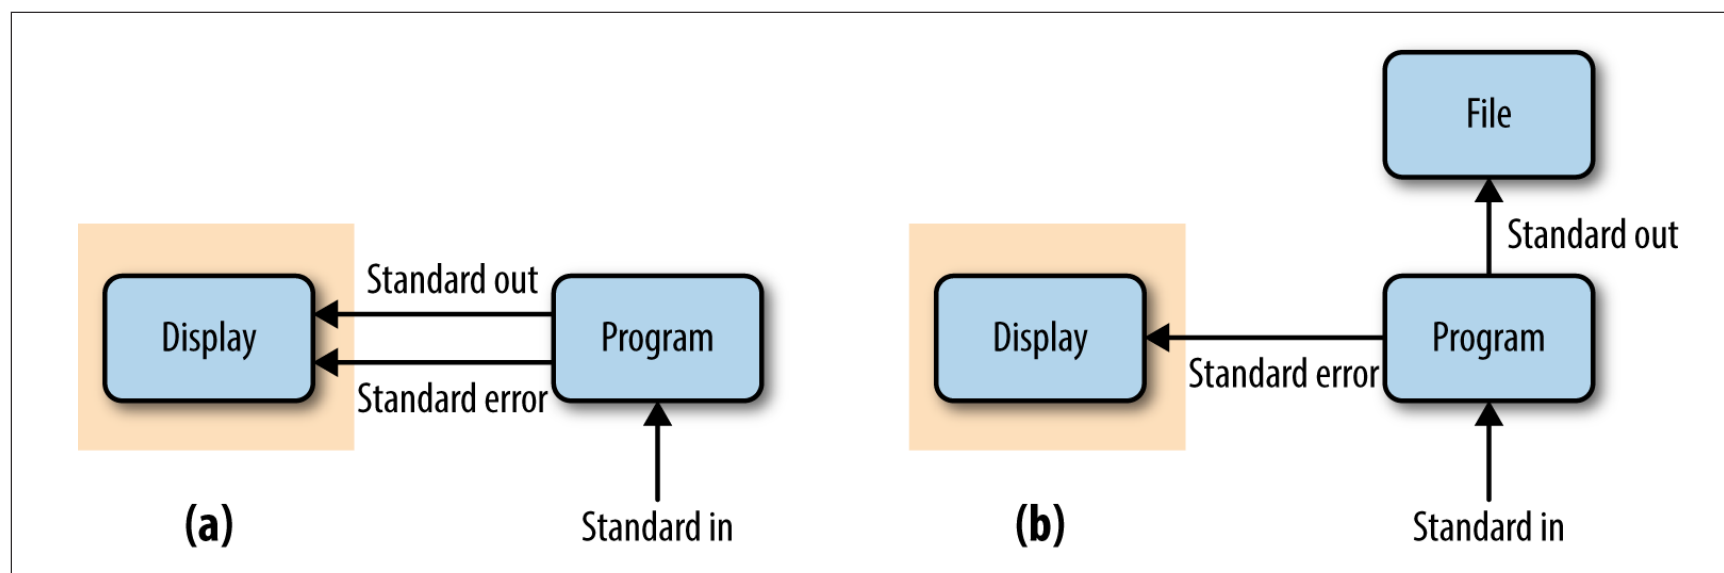 Display
Standard out
Standard error
Program
Standard in
(a)
File
Standard out
Display
Standard error
Program
Standard in
(b)